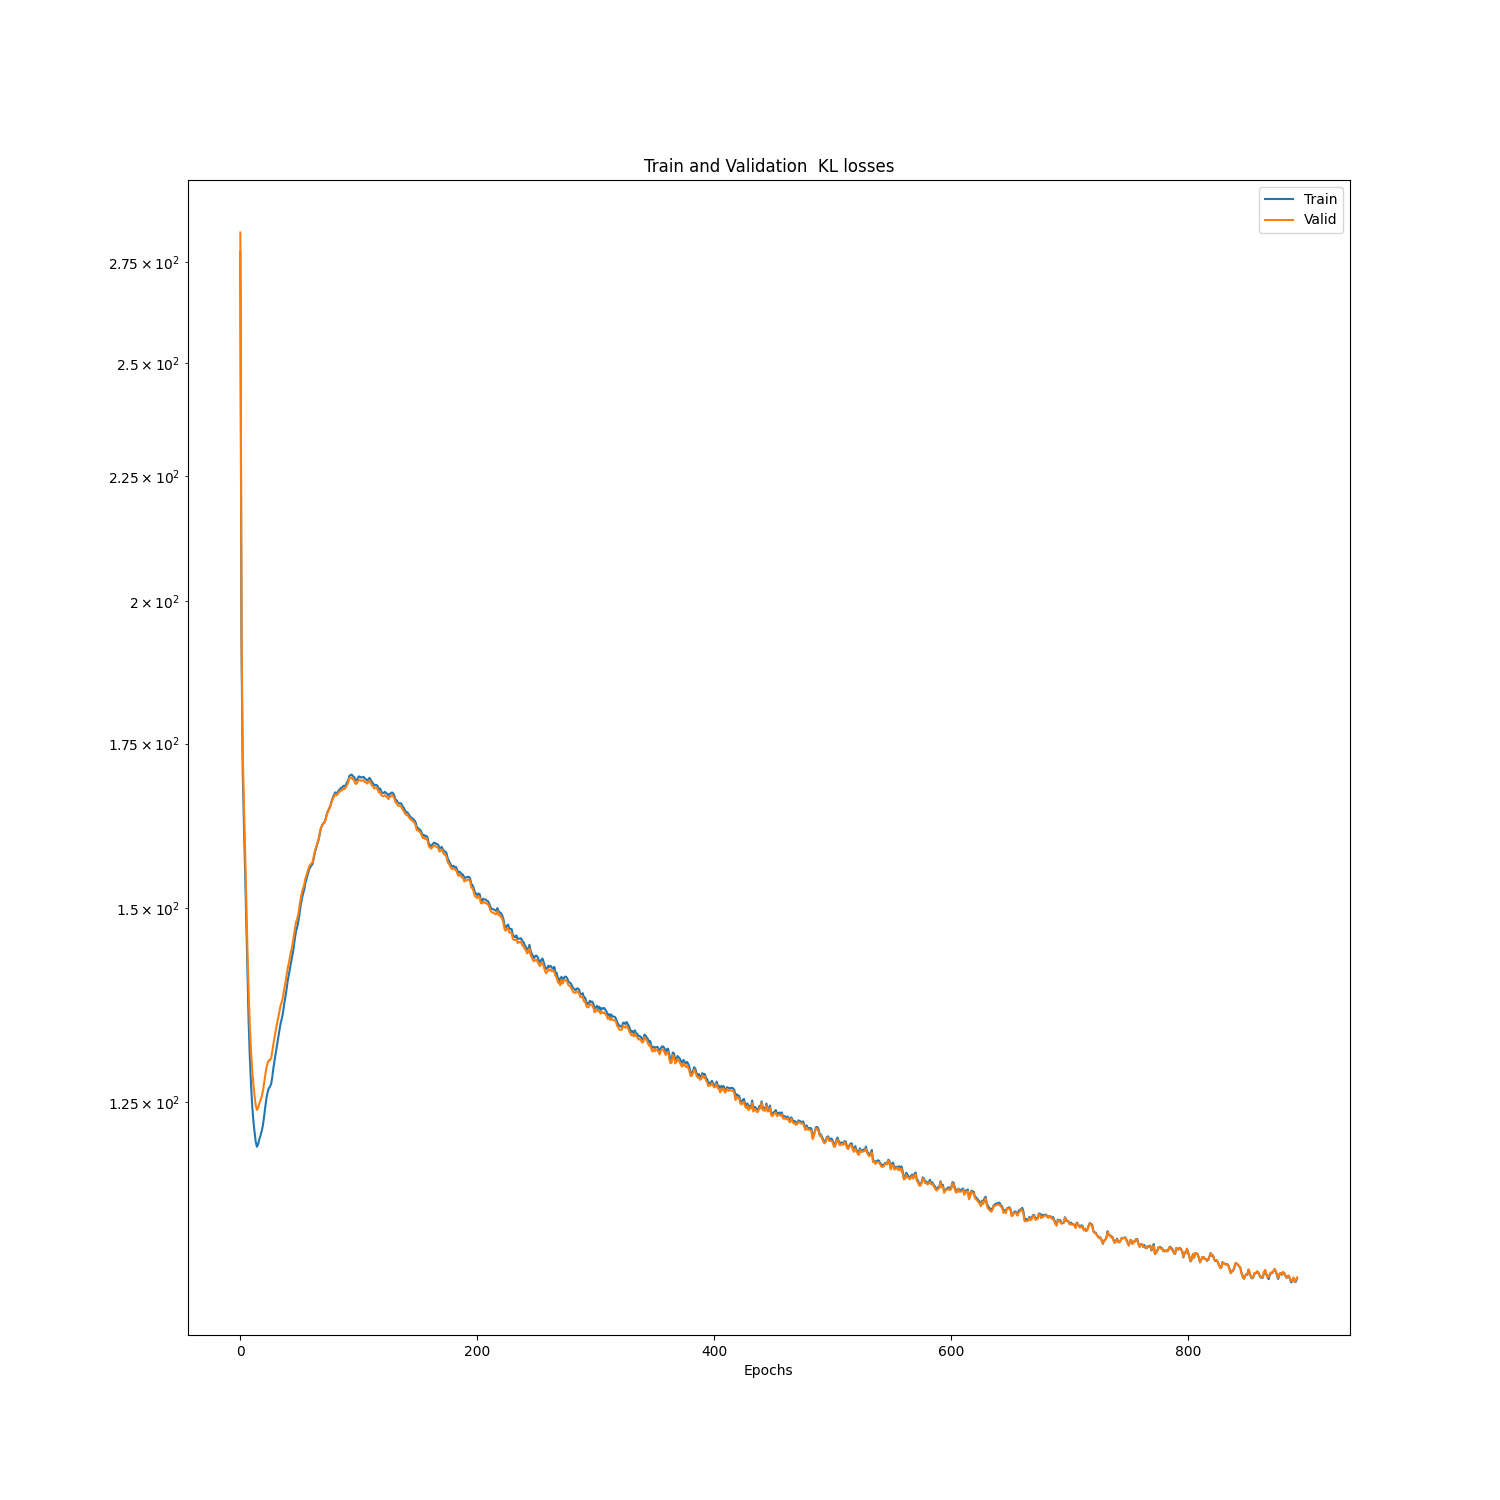 Train and Validation  KL losses
Train
Valid
2.75 × 10²
2.5 × 10²
2.25 × 10²
2 × 10²
1.75 × 10²
1.5 × 10²
1.25 × 10²
0 200 400 600 800
Epochs